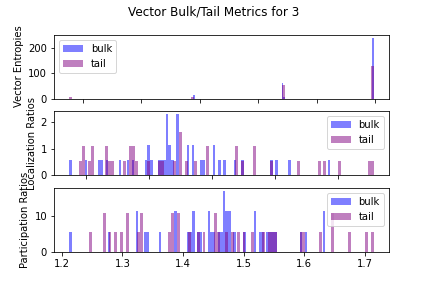 Vector Bulk/Tail Metrics for 3
Vector Entropies
200
100
0
bulk
tail
Localization Ratios
2
1
0
bulk
tail
Participation Ratios
10
0
bulk
tail
1.2 1.3 1.4 1.5 1.6 1.7